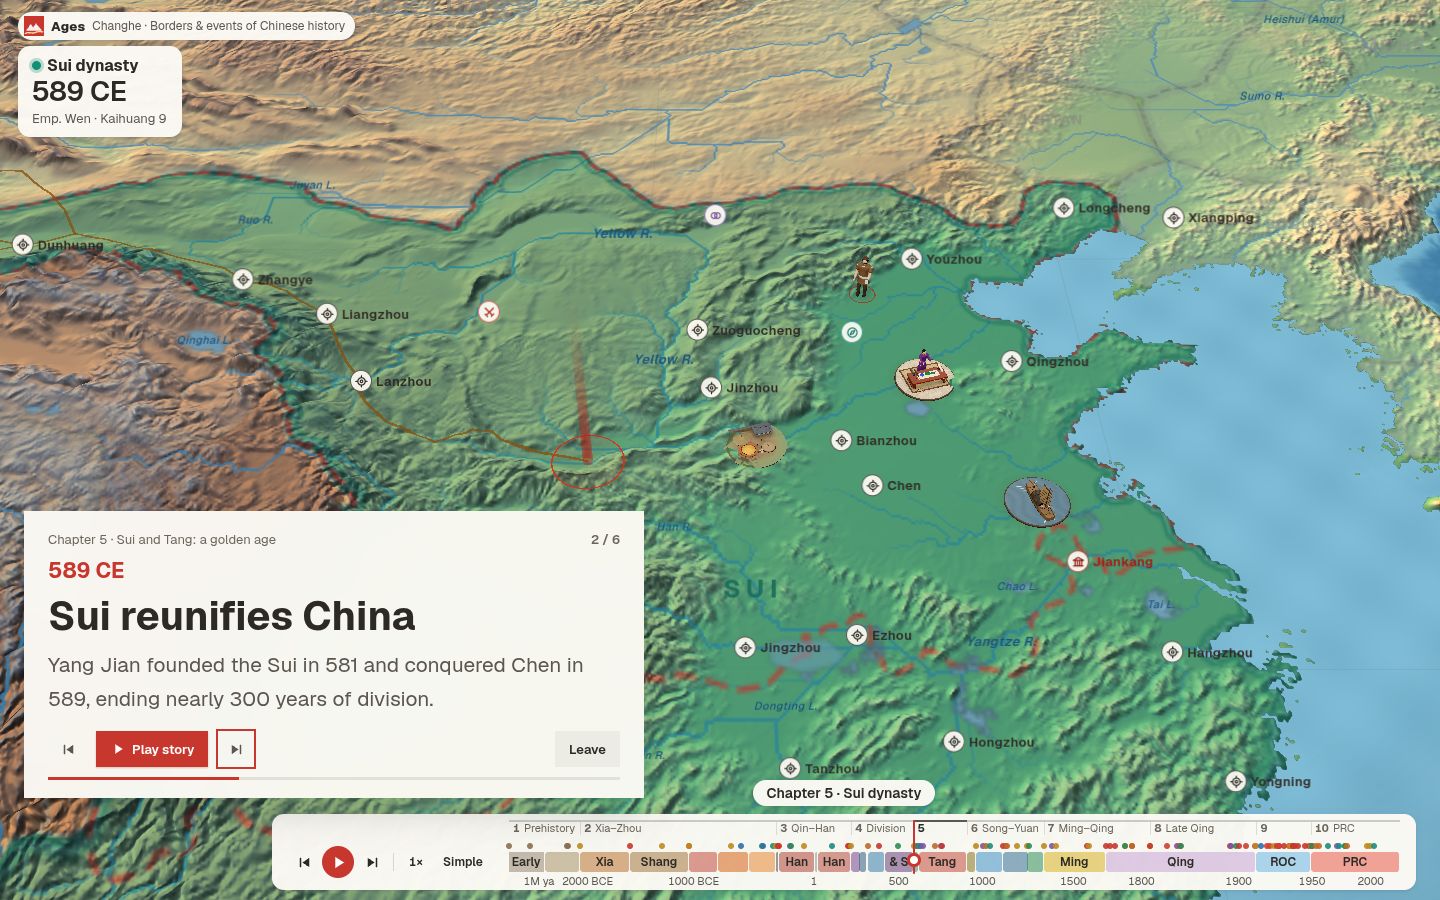 Ages Changhe · Borders & events of Chinese history
Sui dynasty
589 CE
Emp. Wen · Kaihuang 9
Heishui (Amur)
Sumo R.
Juyan L.
Ruo R.
Yellow R.
Longcheng
Xiangping
Dunhuang
Youzhou
Zhangye
Liangzhou
Zuoguocheng
Qinghai L.
Yellow R.
Qingzhou
Lanzhou
Jinzhou
Bianzhou
Chen
Han R.
Jiankang
SUI
Chao L.
Tai L.
Ezhou
Jingzhou
Yangtze R.
Hangzhou
Dongting L.
Hongzhou
Tanzhou
Yongning
Chapter 5 · Sui and Tang: a golden age
2 / 6
589 CE
Sui reunifies China
Yang Jian founded the Sui in 581 and conquered Chen in
589, ending nearly 300 years of division.
Play story
Leave
Chapter 5 · Sui dynasty
1 Prehistory 2 Xia–Zhou 3 Qin–Han 4 Division 5 6 Song–Yuan 7 Ming–Qing 8 Late Qing 9 10 PRC
1× Simple
Early Xia Shang Han Han & S Tang Ming Qing ROC PRC
1M ya 2000 BCE 1000 BCE 1 500 1000 1500 1800 1900 1950 2000